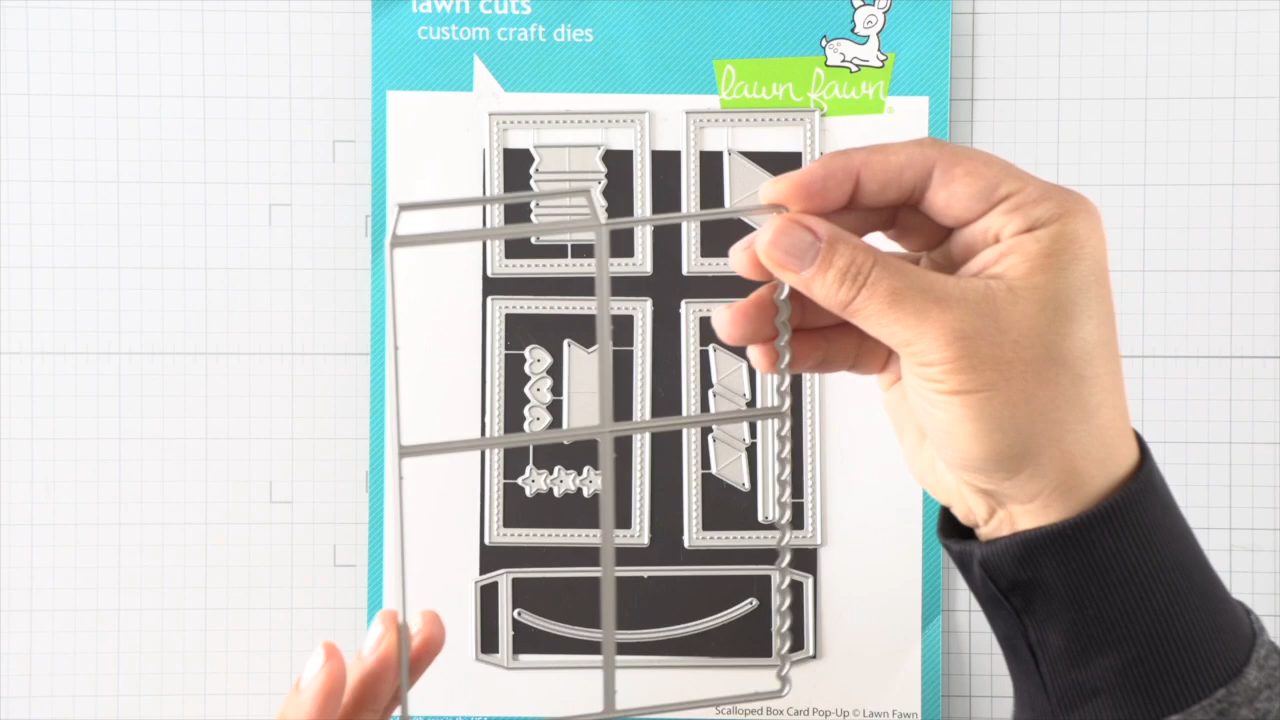 lawn cuts
custom craft dies
lawn fawn
®
Scalloped Box Card Pop-Up © Lawn Fawn